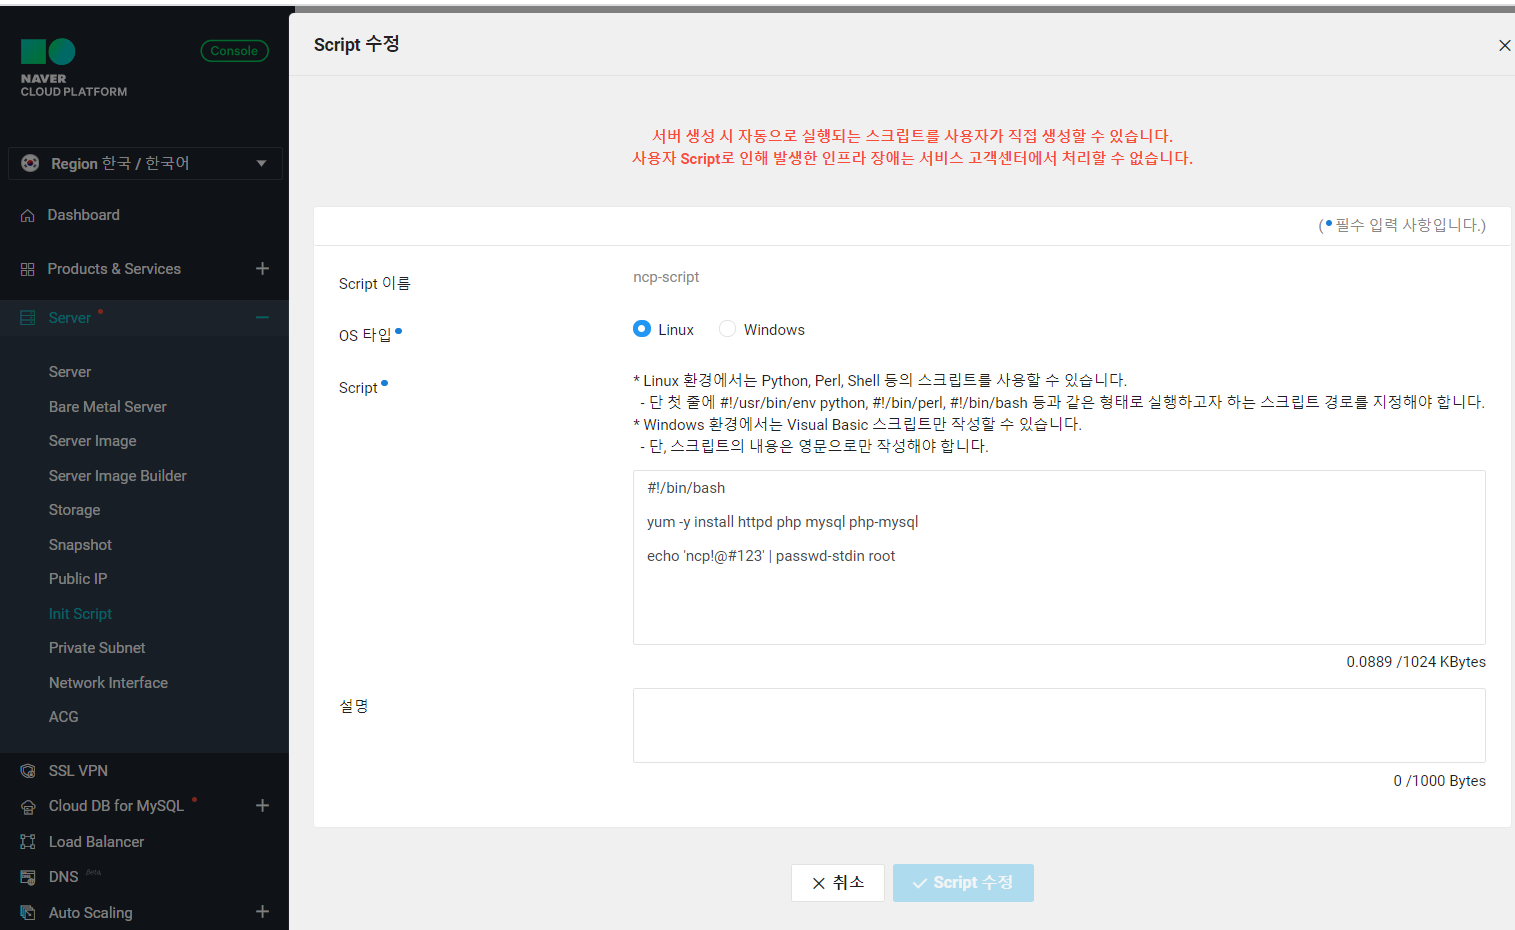 NAVER
CLOUD PLATFORM
Console
Region 한국 / 한국어
Dashboard
Products & Services
Server
Server
Bare Metal Server
Server Image
Server Image Builder
Storage
Snapshot
Public IP
Init Script
Private Subnet
Network Interface
ACG
SSL VPN
Cloud DB for MySQL
Load Balancer
DNS Beta
Auto Scaling
Script 수정
서버 생성 시 자동으로 실행되는 스크립트를 사용자가 직접 생성할 수 있습니다.
사용자 Script로 인해 발생한 인프라 장애는 서비스 고객센터에서 처리할 수 없습니다.
(•필수 입력 사항입니다.)
Script 이름
ncp-script
OS 타입•
Linux
Windows
Script•
* Linux 환경에서는 Python, Perl, Shell 등의 스크립트를 사용할 수 있습니다.
- 단 첫 줄에 #!/usr/bin/env python, #!/bin/perl, #!/bin/bash 등과 같은 형태로 실행하고자 하는 스크립트 경로를 지정해야 합니다.
* Windows 환경에서는 Visual Basic 스크립트만 작성할 수 있습니다.
- 단, 스크립트의 내용은 영문으로만 작성해야 합니다.
#!/bin/bash
yum -y install httpd php mysql php-mysql
echo 'ncp!@#123' | passwd-stdin root
0.0889 /1024 KBytes
설명
0 /1000 Bytes
취소
Script 수정